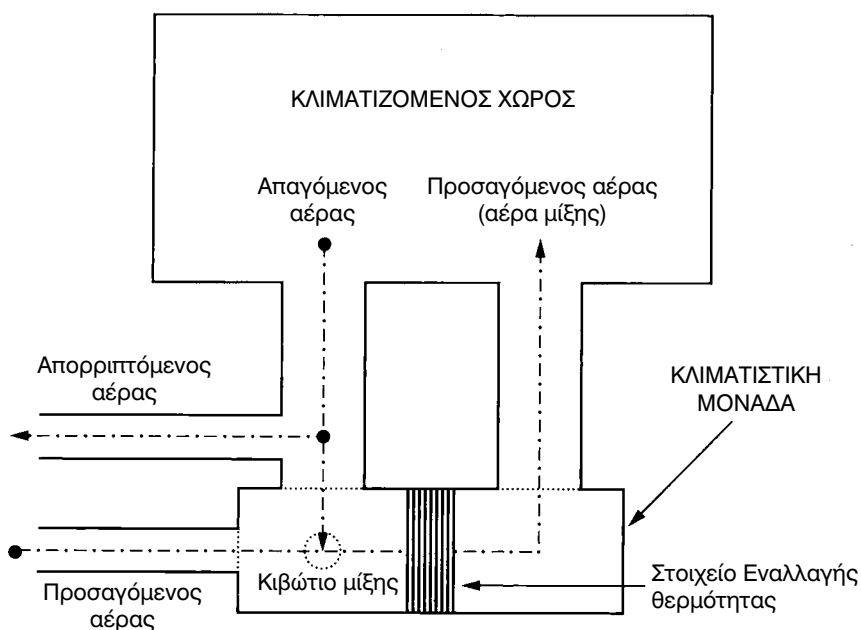 ΚΛΙΜΑΤΙΖΟΜΕΝΟΣ ΧΩΡΟΣ
Απαγόμενος
αέρας
Προσαγόμενος αέρας
(αέρα μίξης)
Απορριπτόμενος
αέρας
ΚΛΙΜΑΤΙΣΤΙΚΗ
ΜΟΝΑΔΑ
Κιβώτιο μίξης
Προσαγόμενος
αέρας
Στοιχείο Εναλλαγής
θερμότητας